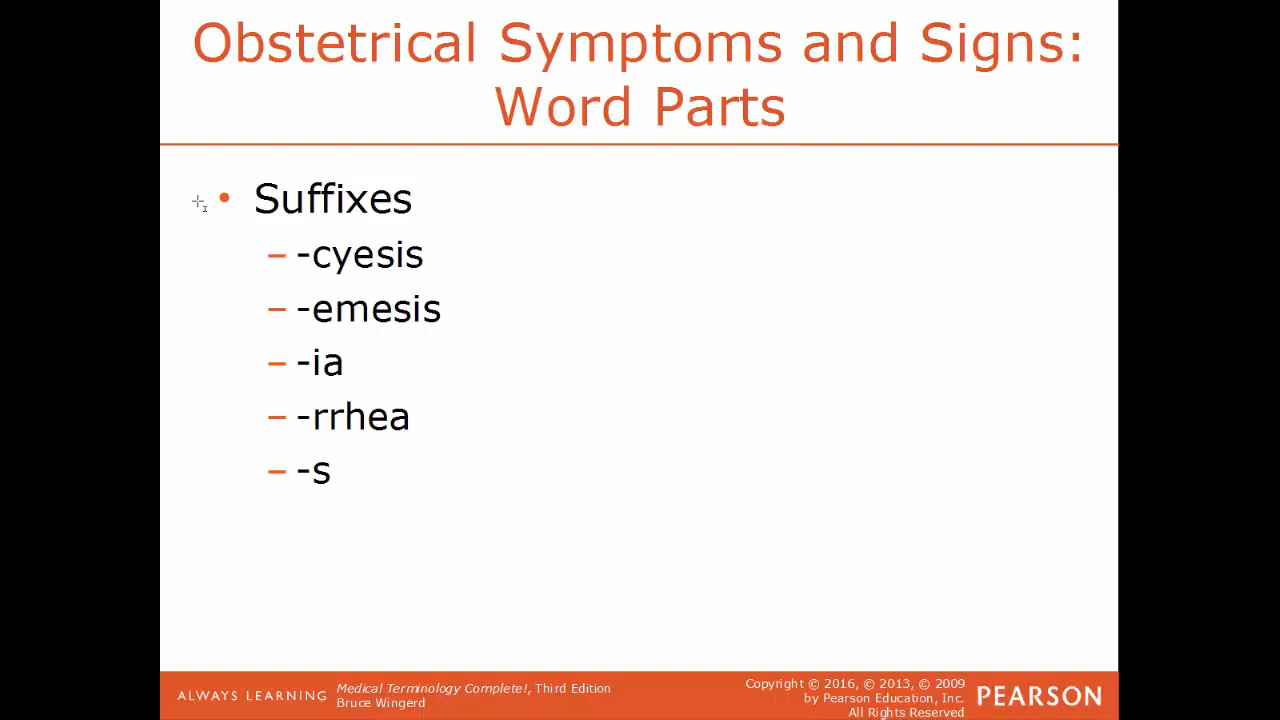 Obstetrical Symptoms and Signs:
Word Parts
• Suffixes
– -cyesis
– -emesis
– -ia
– -rrhea
– -s
ALWAYS LEARNING
Medical Terminology Complete!, Third Edition
Bruce Wingerd
Copyright © 2016, © 2013, © 2009
by Pearson Education, Inc.
All Rights Reserved
PEARSON